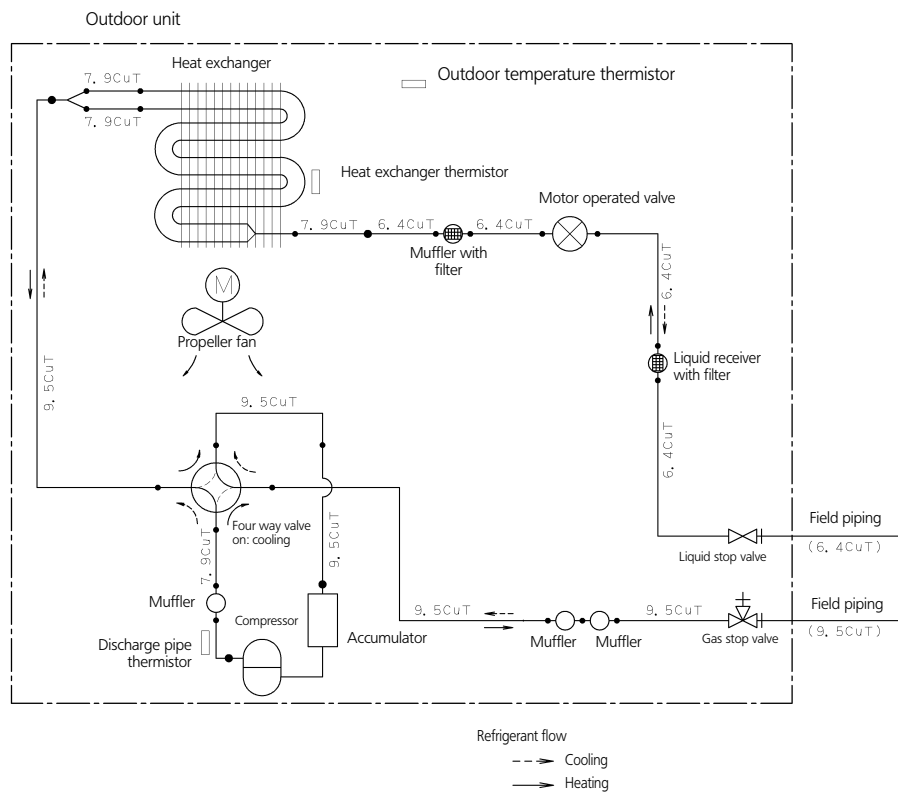 Outdoor unit
Heat exchanger
7. 9CuT
7. 9CuT
Outdoor temperature thermistor
Heat exchanger thermistor
Motor operated valve
7. 9CuT
6. 4CuT
6. 4CuT
Muffler with
filter
6. 4CuT
M
Propeller fan
Liquid receiver
with filter
9. 5CuT
9. 5CuT
6. 4CuT
Four way valve
on: cooling
7. 9CuT
9. 5CuT
Field piping
(6. 4CuT)
Liquid stop valve
Muffler
Compressor
Accumulator
Discharge pipe
thermistor
9. 5CuT
Muffler
Muffler
9. 5CuT
Gas stop valve
Field piping
(9. 5CuT)
Refrigerant flow
Cooling
Heating